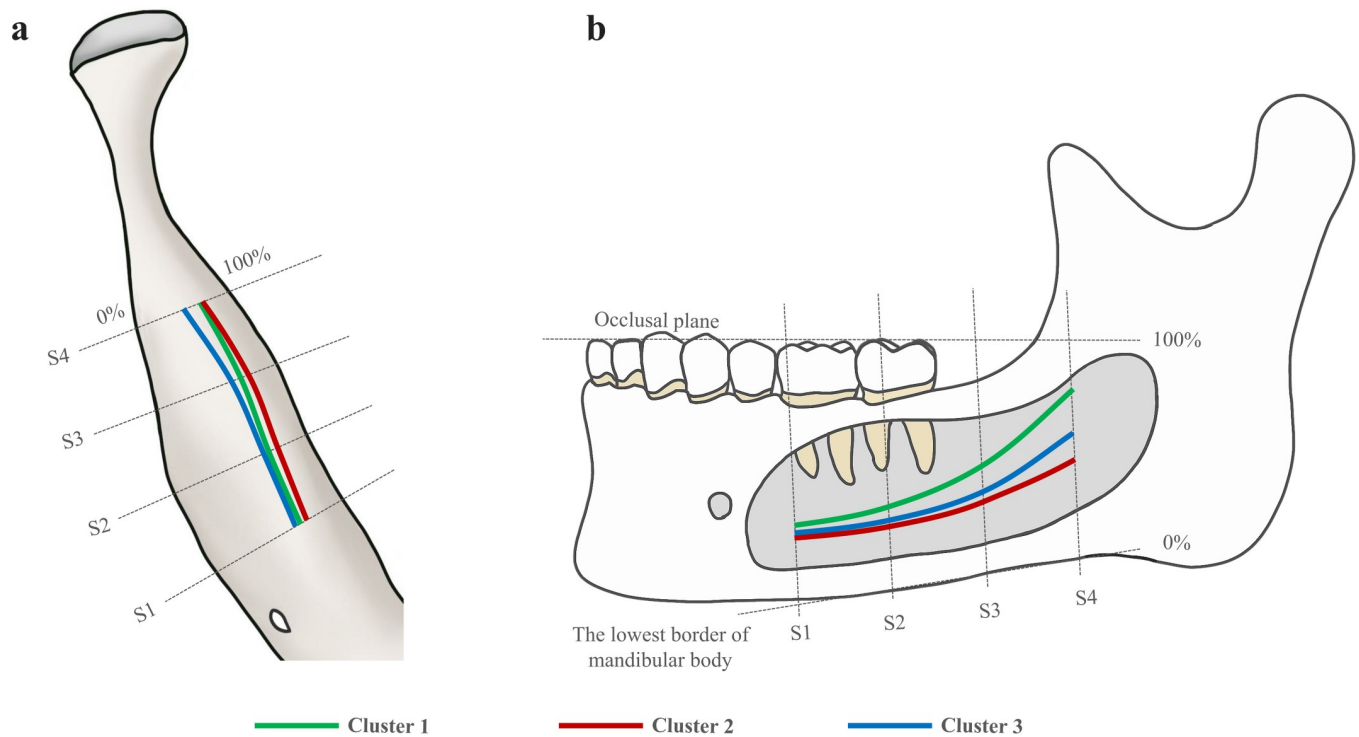 a
b
100%
0%
S4
S3
S2
S1
Occlusal plane
100%
0%
S1
S2
S3
S4
The lowest border of
mandibular body
Cluster 1
Cluster 2
Cluster 3